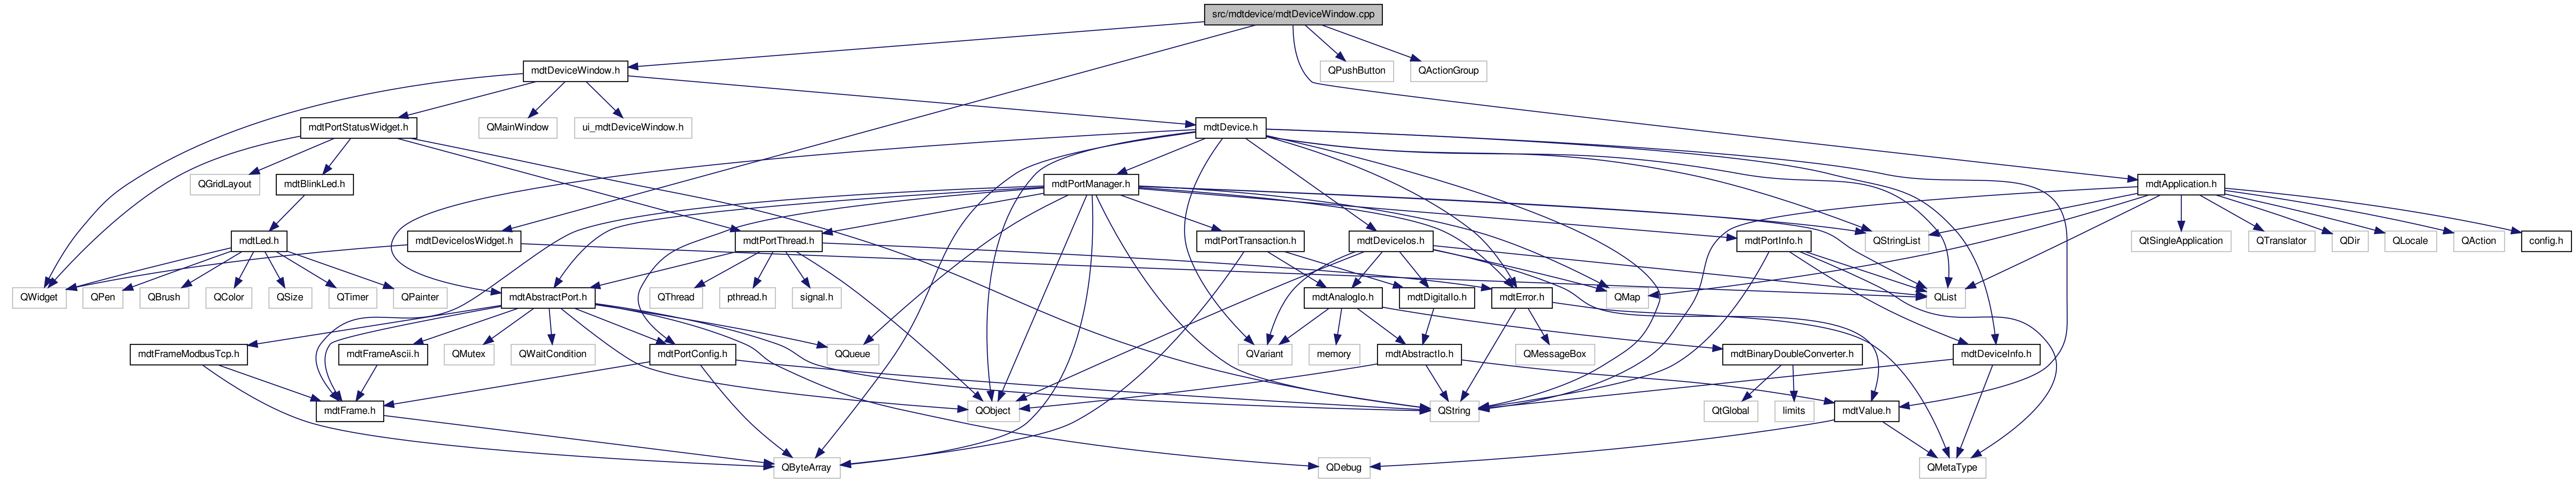 src/mdtdevice/mdtDeviceWindow.cpp
mdtDeviceWindow.h
QPushButton
QActionGroup
mdtPortStatusWidget.h
QMainWindow
ui_mdtDeviceWindow.h
mdtDevice.h
QGridLayout
mdtBlinkLed.h
mdtPortManager.h
mdtApplication.h
mdtLed.h
mdtDeviceIosWidget.h
mdtPortThread.h
mdtPortTransaction.h
mdtDeviceIos.h
mdtPortInfo.h
QStringList
QtSingleApplication
QTranslator
QDir
QLocale
QAction
config.h
QWidget
QPen
QBrush
QColor
QSize
QTimer
QPainter
mdtAbstractPort.h
QThread
pthread.h
signal.h
mdtAnalogIo.h
mdtDigitalIo.h
mdtError.h
QMap
QList
mdtFrameModbusTcp.h
mdtFrameAscii.h
QMutex
QWaitCondition
mdtPortConfig.h
QQueue
QVariant
memory
mdtAbstractIo.h
QMessageBox
mdtBinaryDoubleConverter.h
mdtDeviceInfo.h
mdtFrame.h
QObject
QString
QtGlobal
limits
mdtValue.h
QByteArray
QDebug
QMetaType